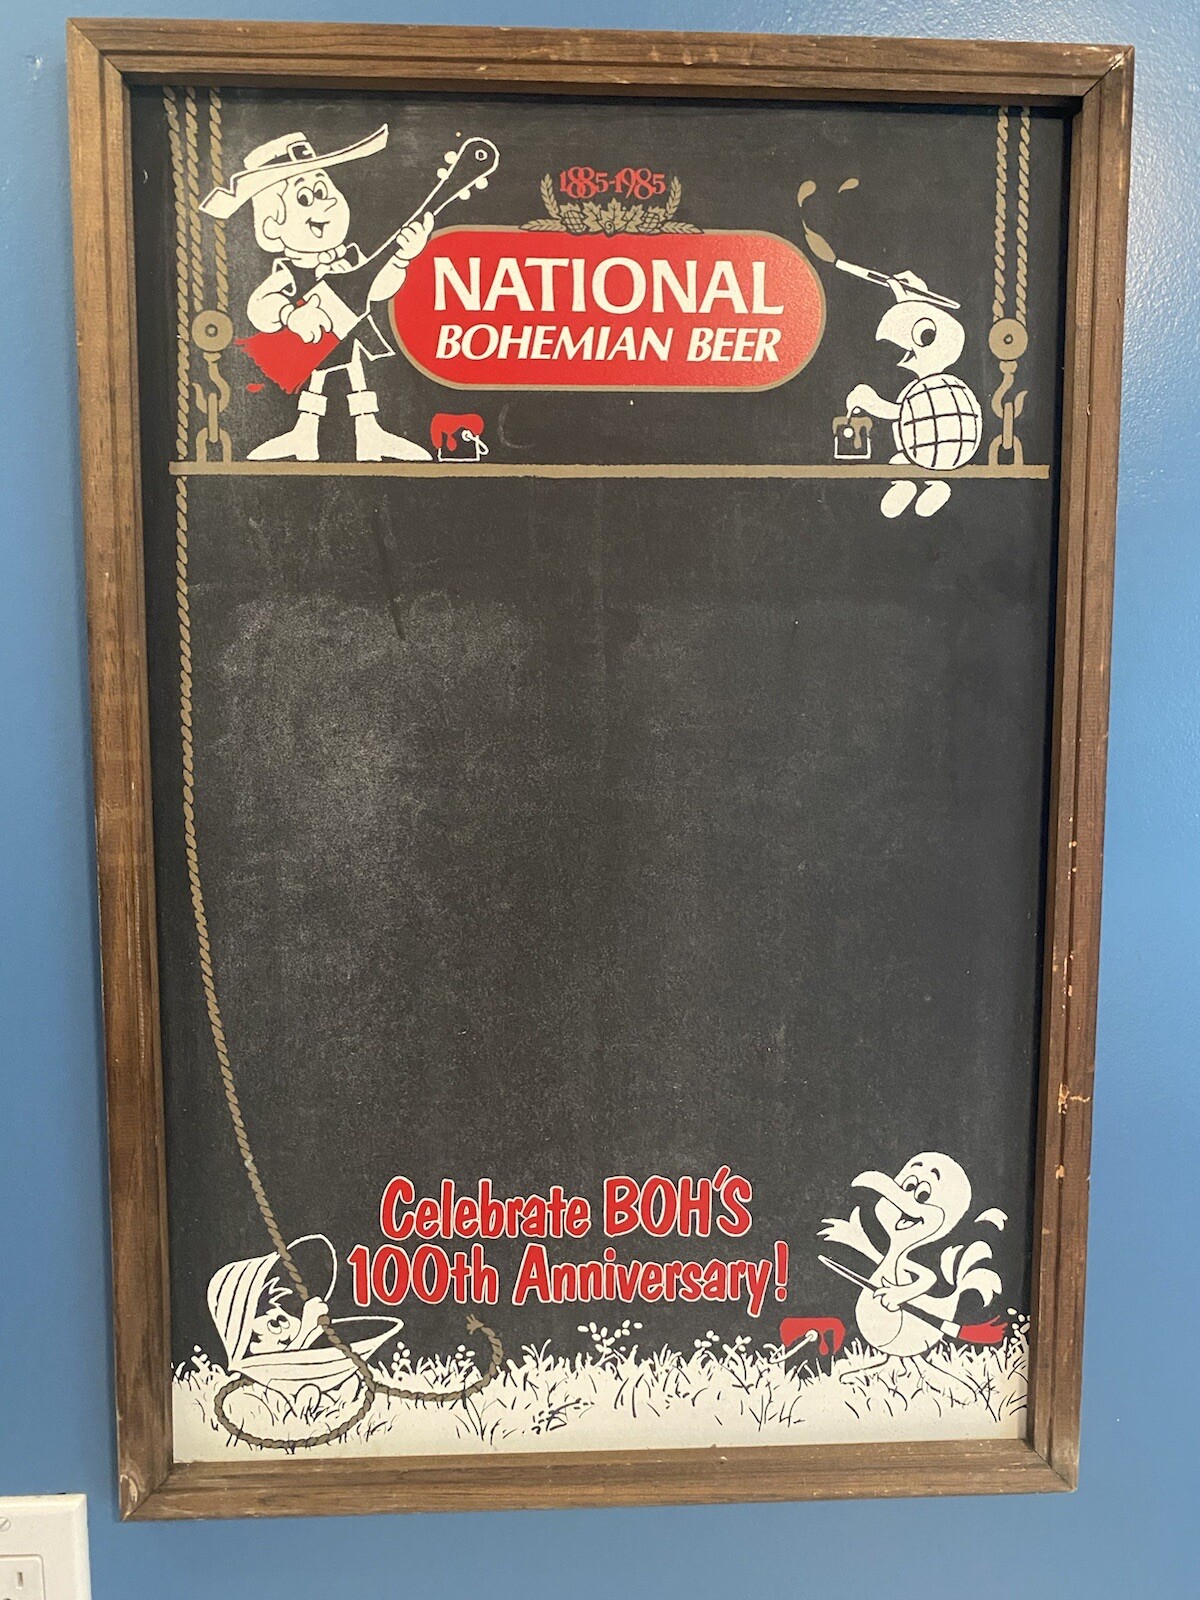 1885-1985
NATIONAL
BOHEMIAN BEER
Celebrate BOH'S
100th Anniversary!